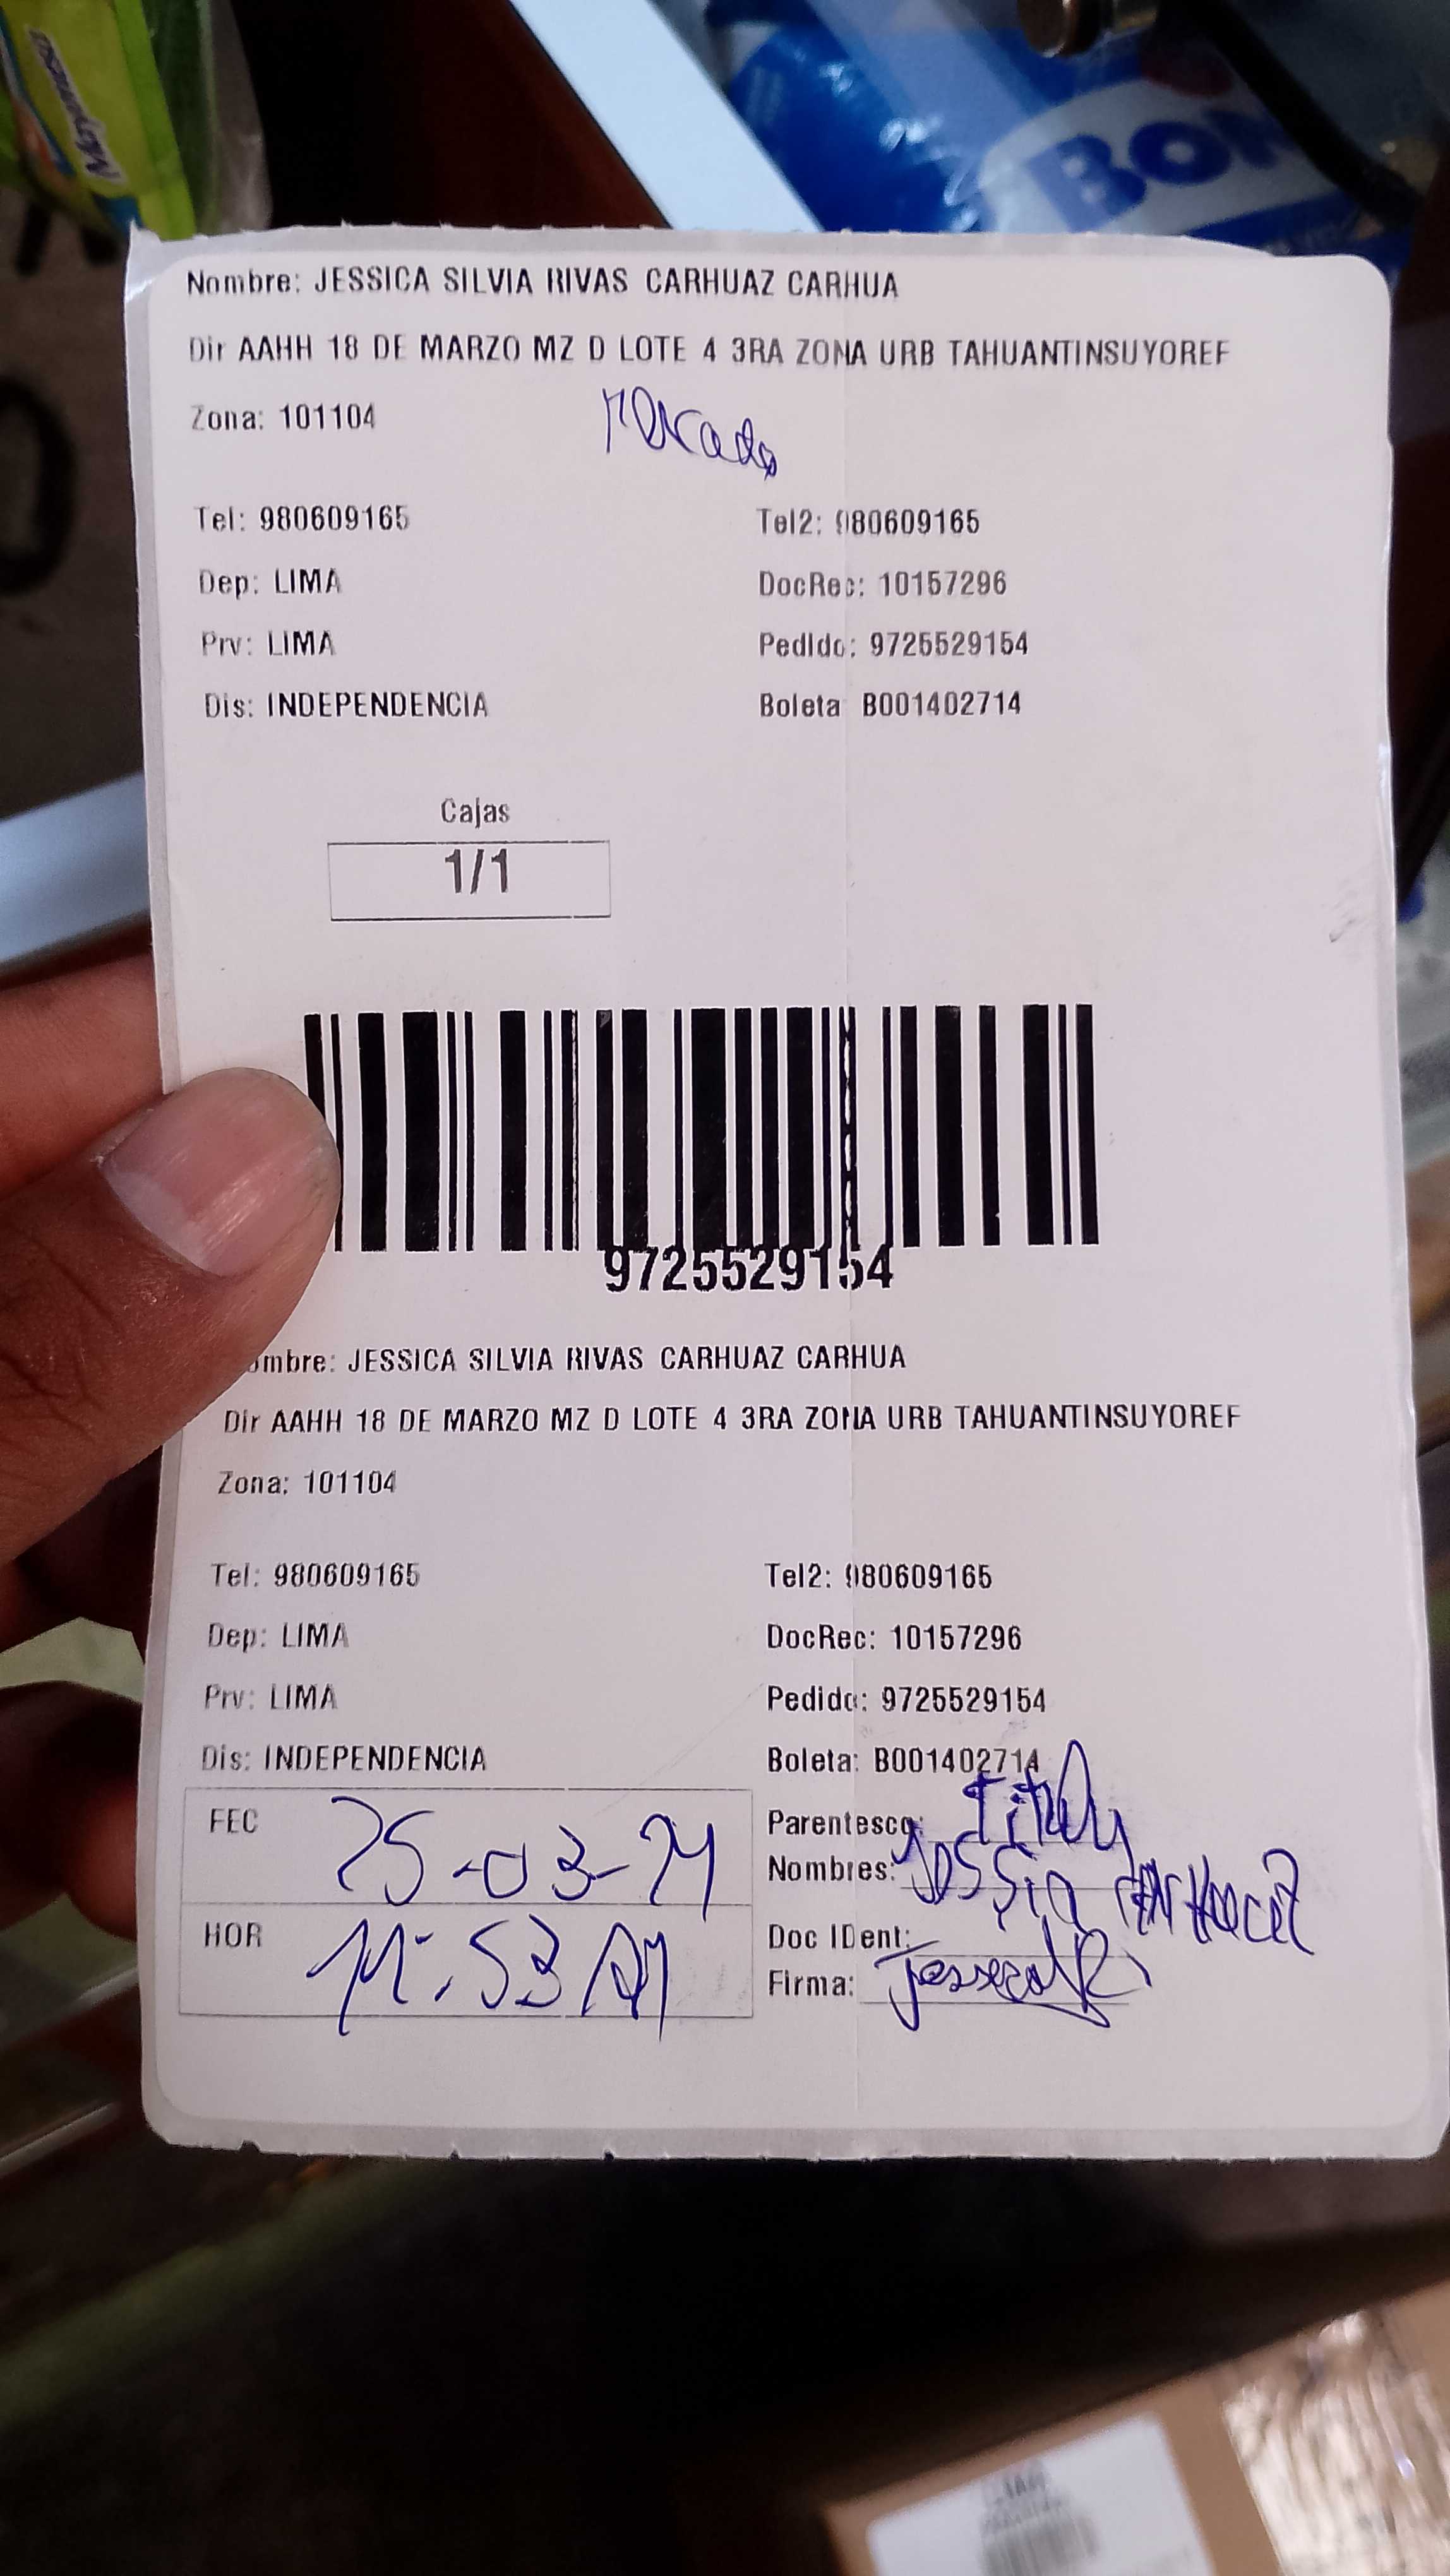 Mayonesa
BON
Nombre: JESSICA SILVIA RIVAS CARHUAZ CARHUA
Dir AAHH 18 DE MARZO MZ D LOTE 4 3RA ZONA URB TAHUANTINSUYOREF
Zona: 101104
Mercado
Tel: 980609165 Tel2: 980609165
Dep: LIMA DocRec: 10157296
Prv: LIMA Pedido: 9725529154
Dis: INDEPENDENCIA Boleta B001402714
Cajas
1/1
9725529154
ombre: JESSICA SILVIA RIVAS CARHUAZ CARHUA
Dir AAHH 18 DE MARZO MZ D LOTE 4 3RA ZONA URB TAHUANTINSUYOREF
Zona: 101104
Tel: 980609165 Tel2: 980609165
Dep: LIMA DocRec: 10157296
Prv: LIMA Pedido: 9725529154
Dis: INDEPENDENCIA Boleta: B001402714
FEC 25-03-24 Parentesco:
Nombres:
HOR 11:53 AM Doc IDent:
Firma: